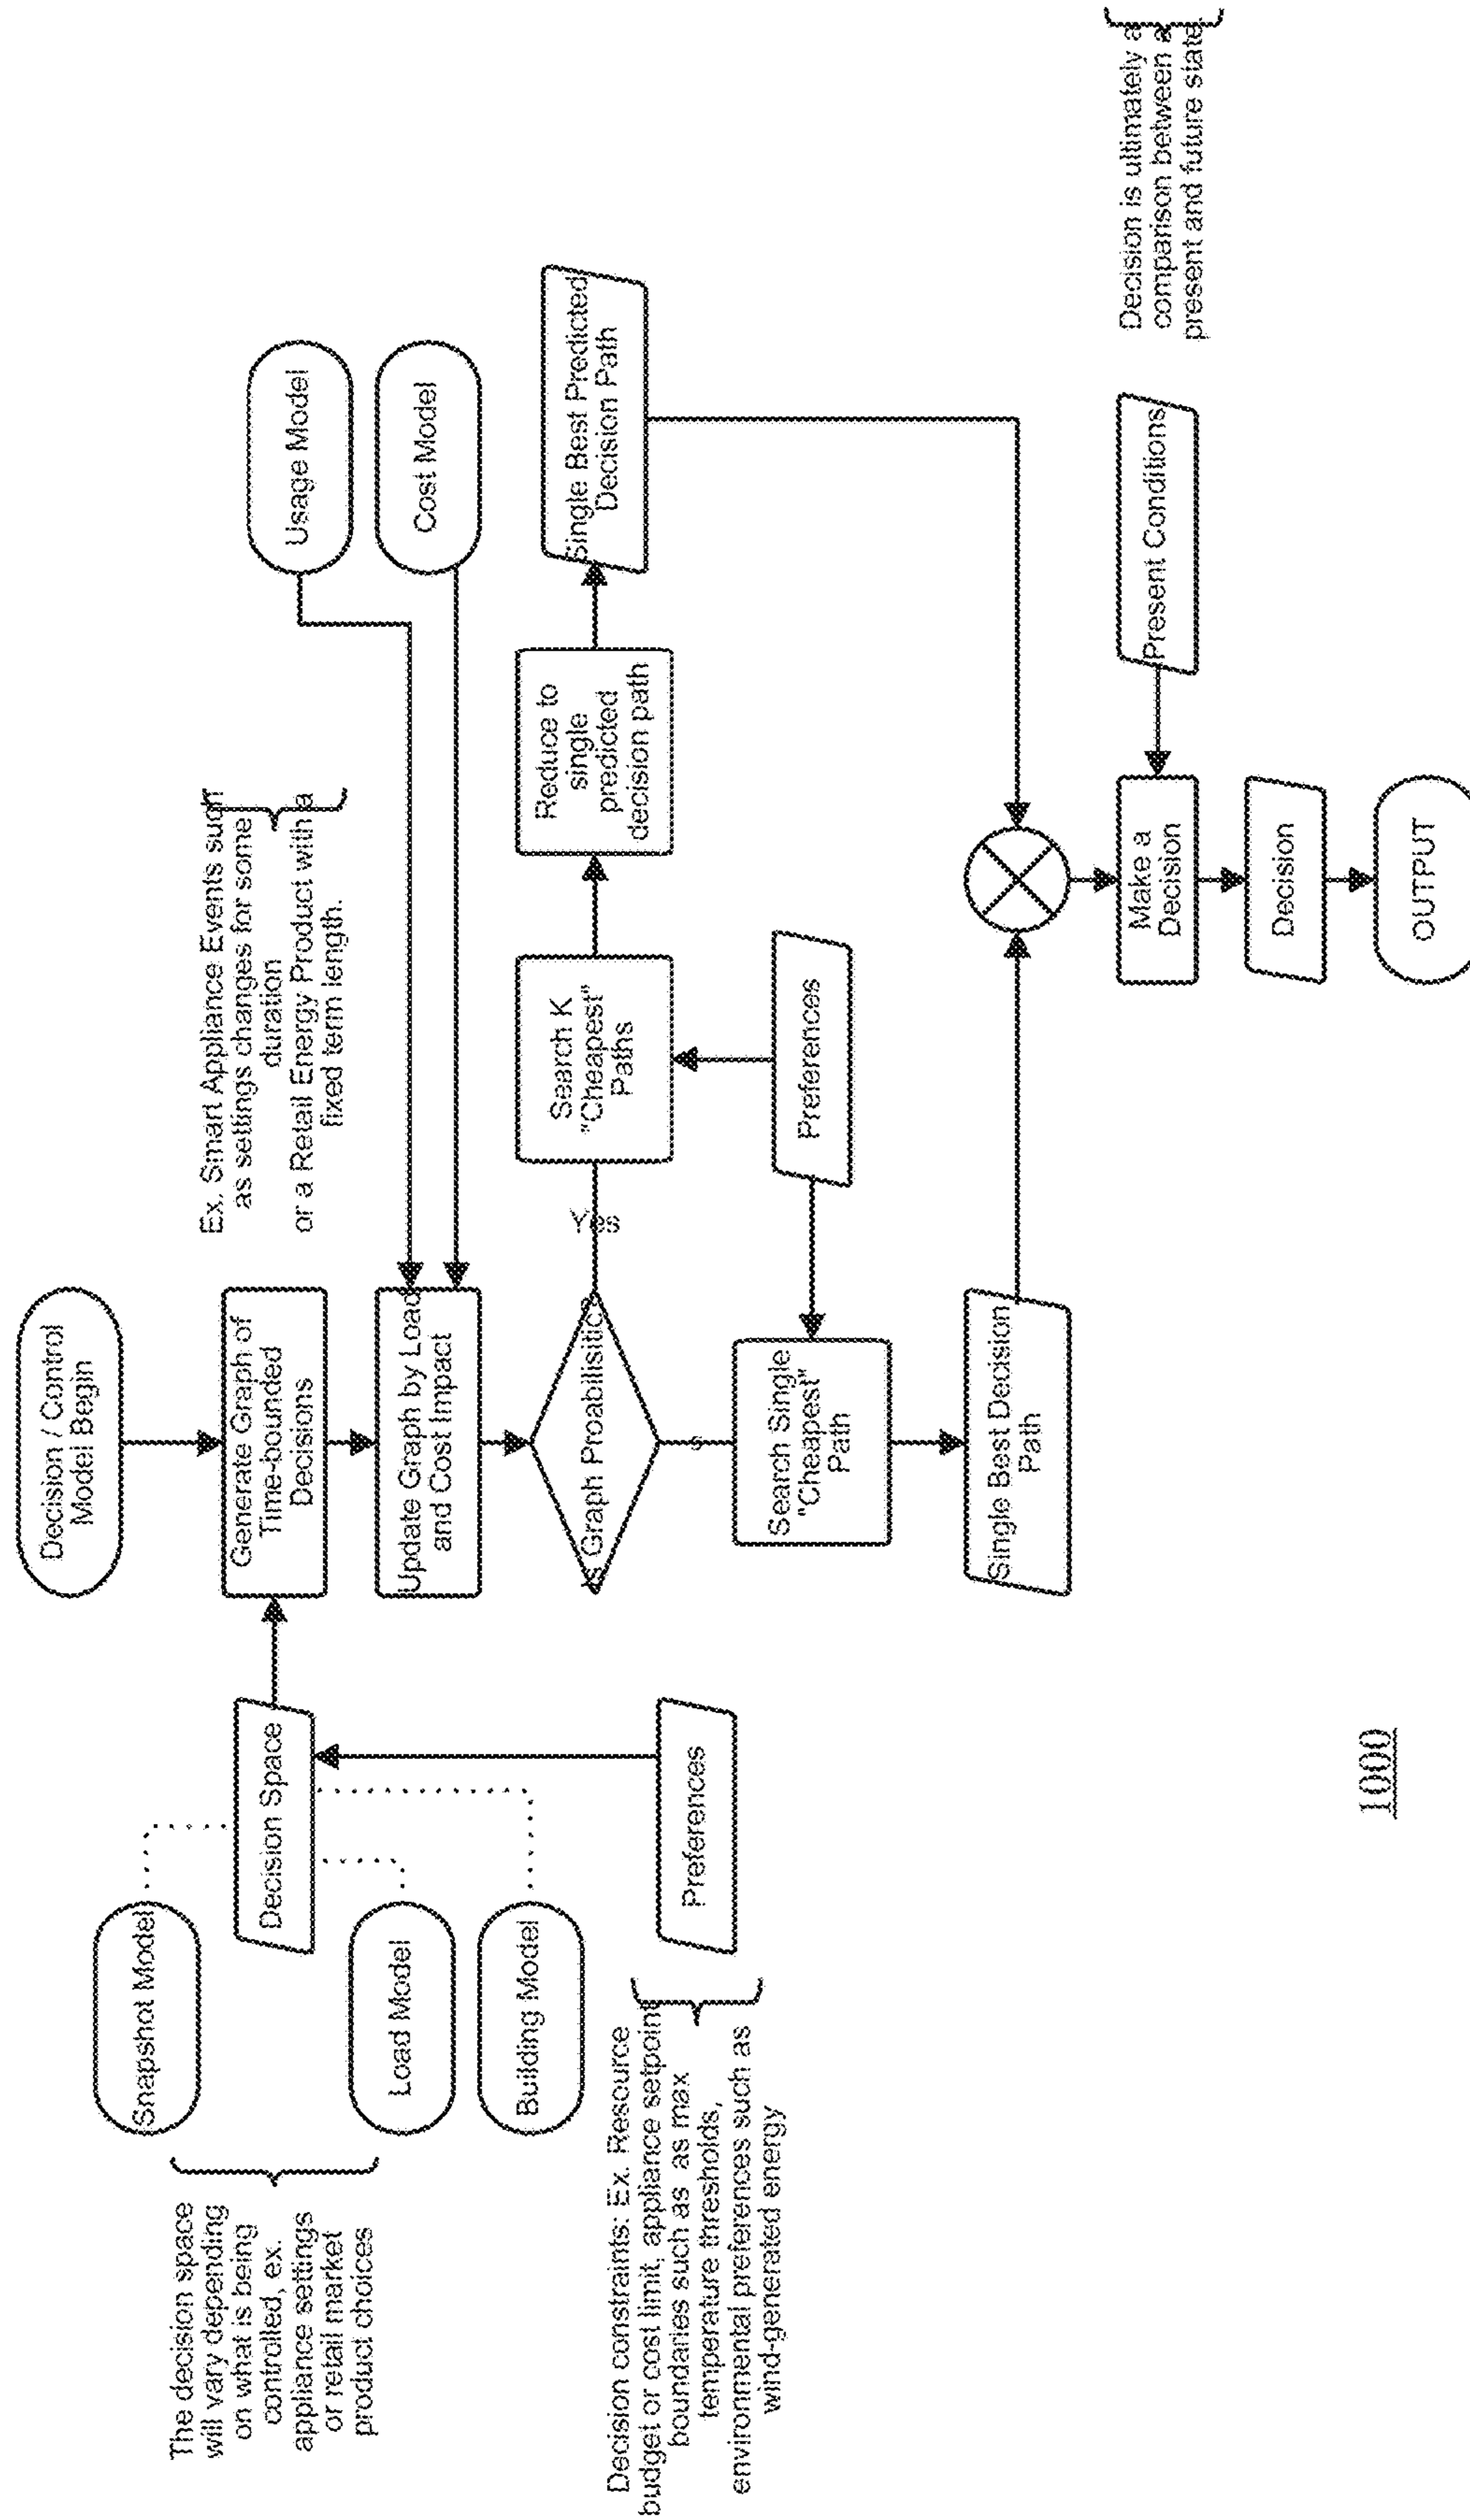 Decision / Control
Model Begin
The decision space
will vary depending
on what is being
controlled, ex.
appliance settings
or retail market
product choices
Snapshot Model
Decision Space
Load Model
Building Model
Generate Graph of
Time-bounded
Decisions
Ex. Smart Appliance Events such
as settings changes for some
duration
or a Retail Energy Product with a
fixed term length.
Usage Model
Cost Model
Update Graph by Load
and Cost Impact
Decision constraints: Ex. Resource
budget or cost limit, appliance setpoint
boundaries such as as max
temperature thresholds,
environmental preferences such as
wind-generated energy
Preferences
Is Graph Proabilisitic?
Yes
Search K
"Cheapest"
Paths
Reduce to
single
predicted
decision path
Single Best Predicted
Decision Path
Preferences
Search Single
"Cheapest"
Path
Single Best Decision
Path
Make a
Decision
Present Conditions
Decision is ultimately a
comparison between a
present and future state.
Decision
OUTPUT
1000